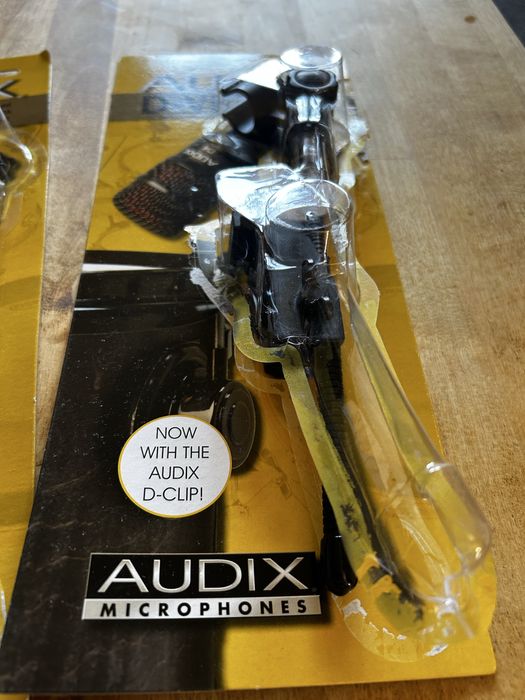 NOW
WITH THE
AUDIX
D-CLIP!
AUDIX
MICROPHONES